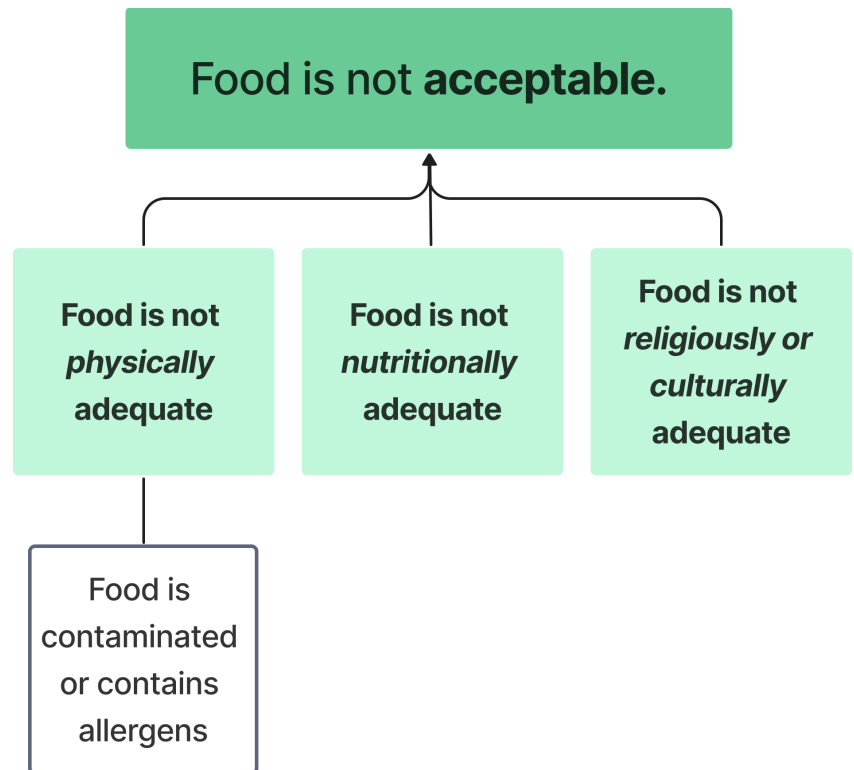 Food is not acceptable.
Food is not
physically
adequate
Food is not
nutritionally
adequate
Food is not
religiously or
culturally
adequate
Food is
contaminated
or contains
allergens